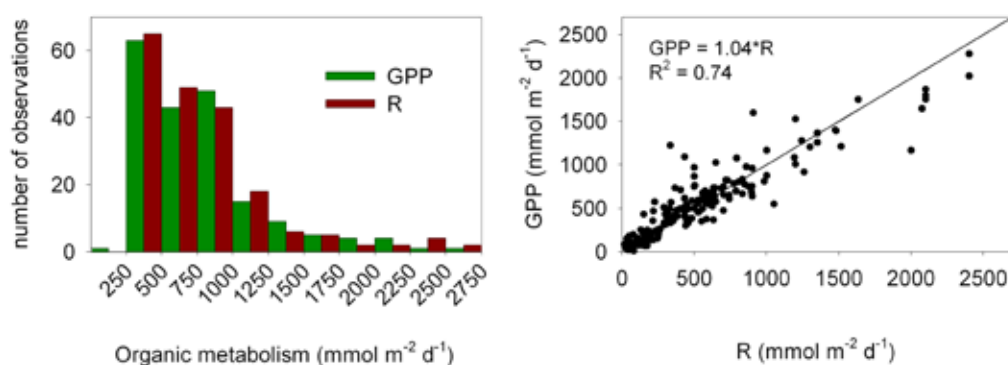 60
40
20
0
number of observations
GPP
R
250
500
750
1000
1250
1500
1750
2000
2250
2500
2750
Organic metabolism (mmol m⁻² d⁻¹)
2500
2000
1500
1000
500
0
GPP (mmol m⁻² d⁻¹)
GPP = 1.04*R
R² = 0.74
0 500 1000 1500 2000 2500
R (mmol m⁻² d⁻¹)